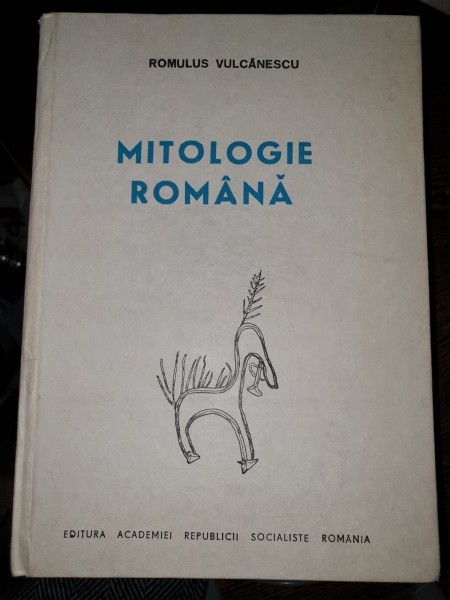 ROMULUS VULCĂNESCU
MITOLOGIE
ROMÂNĂ
EDITURA ACADEMIEI REPUBLICII SOCIALISTE ROMÂNIA